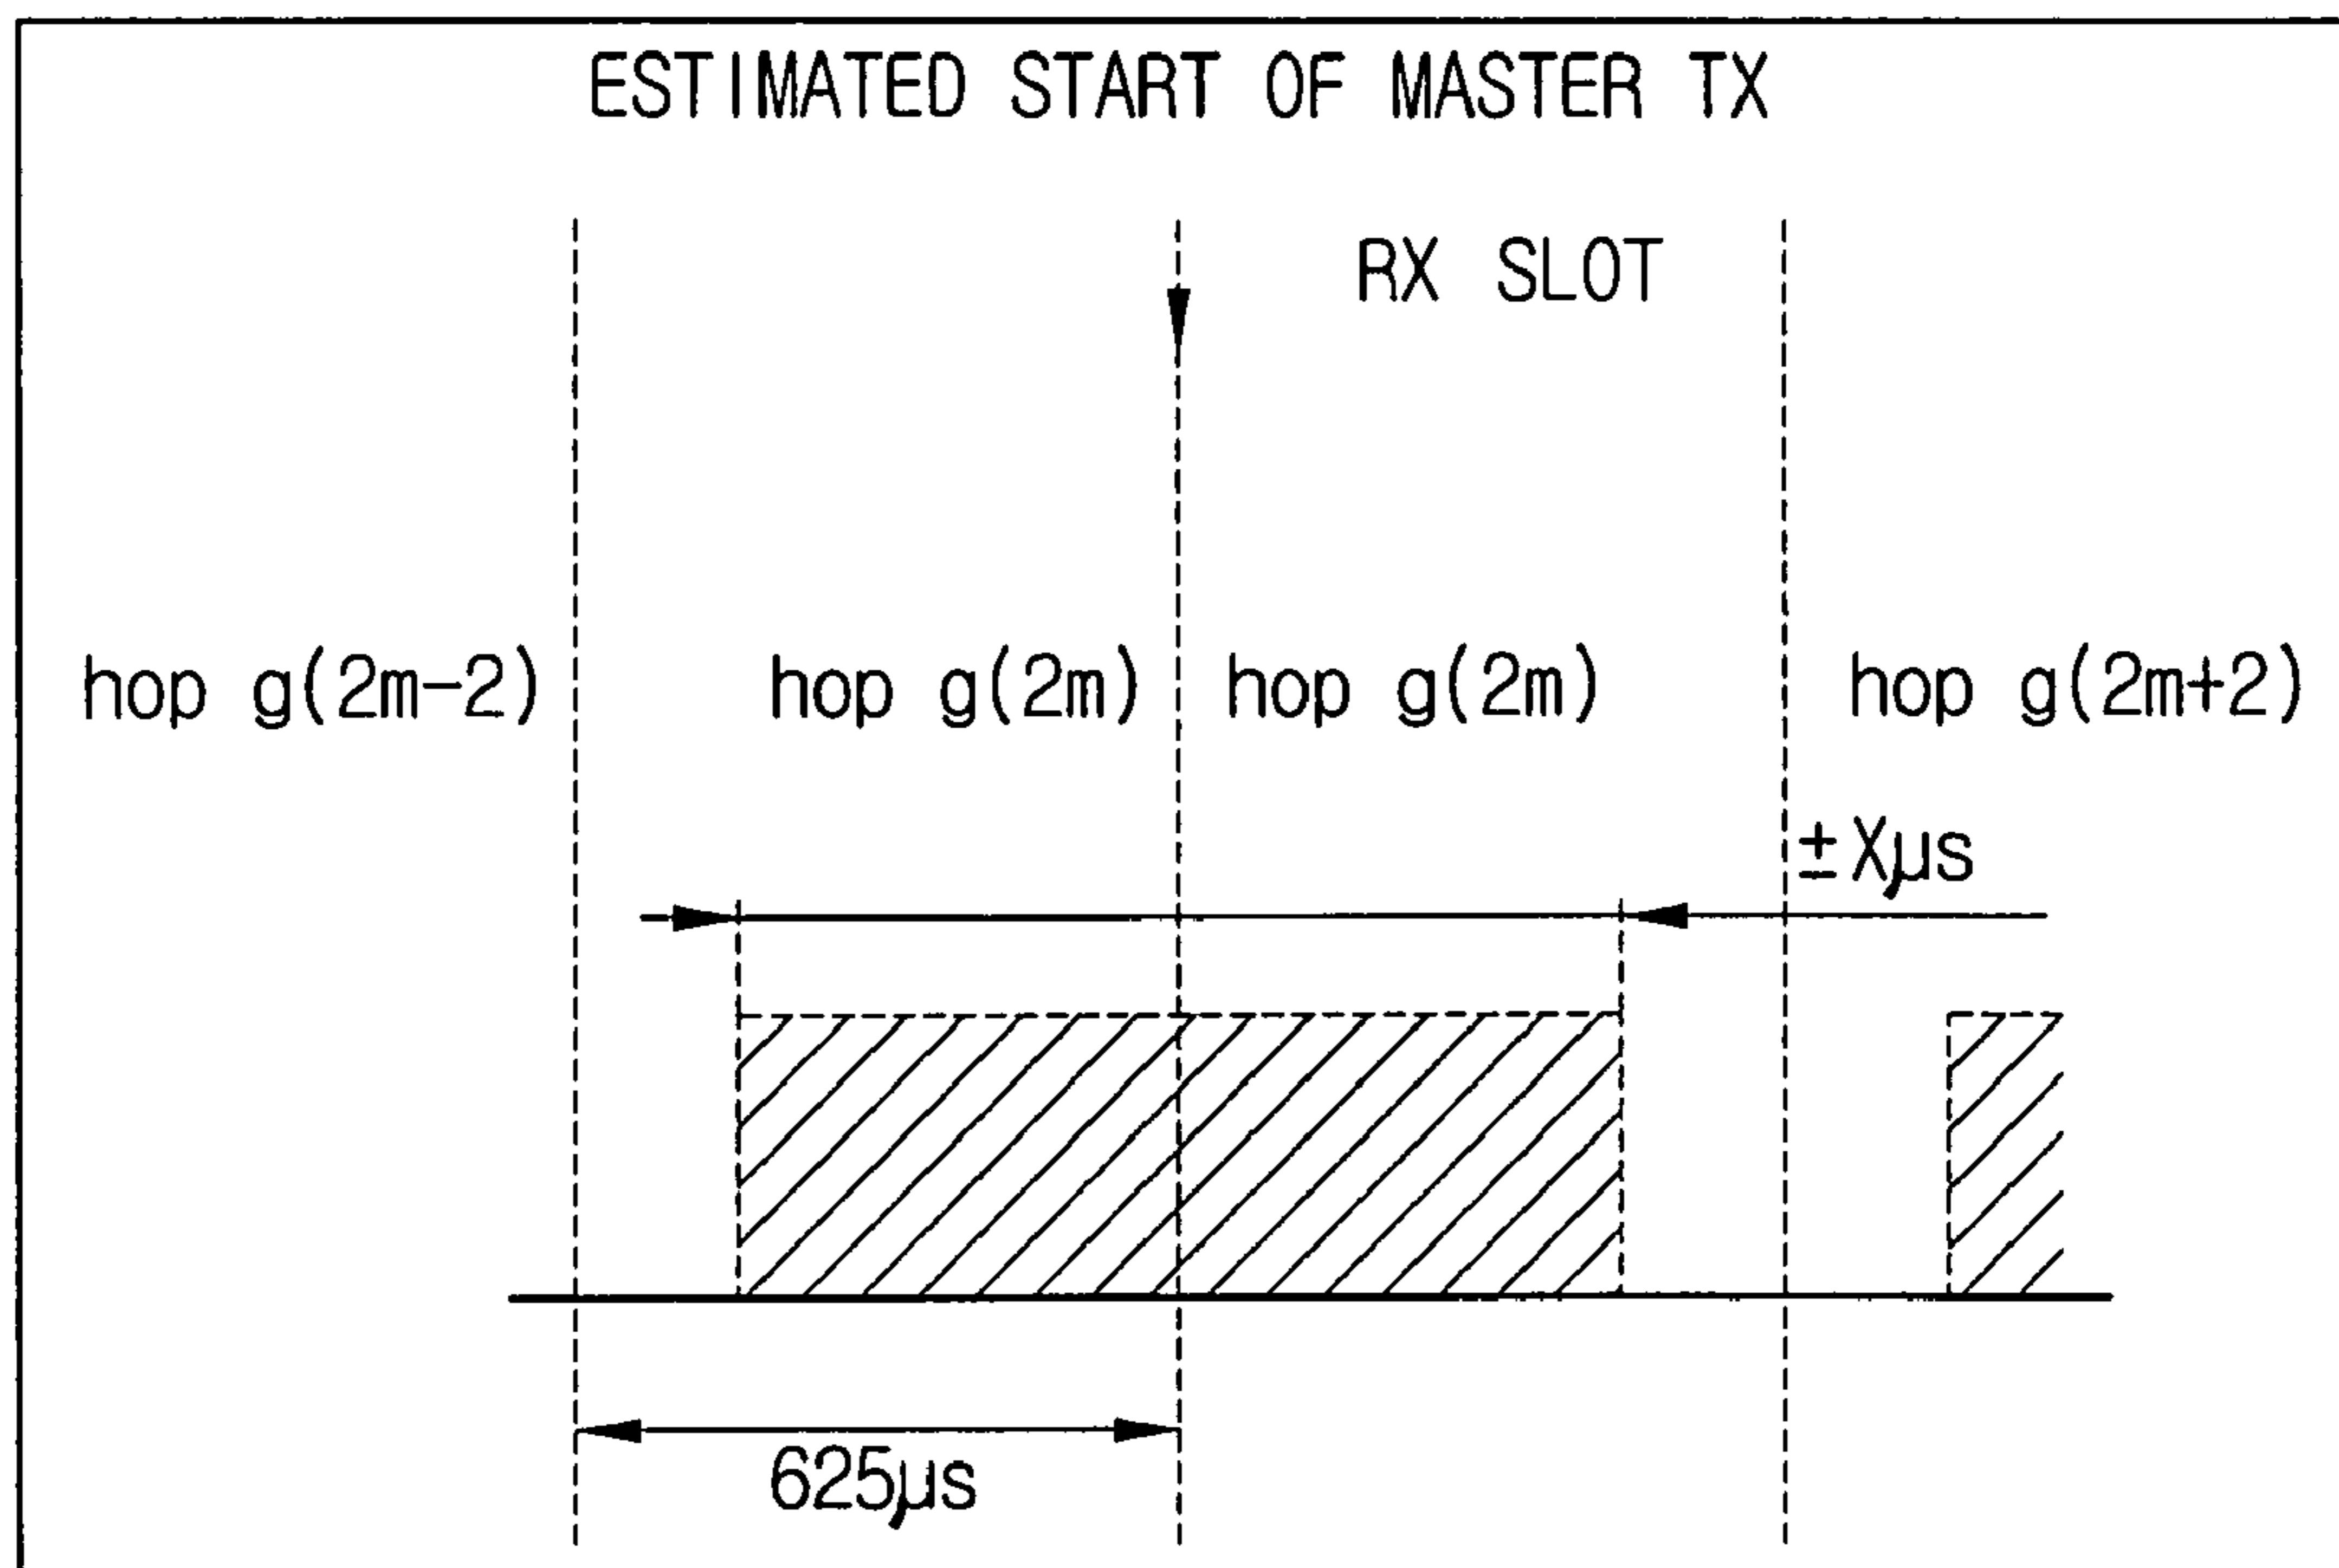 ESTIMATED START OF MASTER TX
RX SLOT
hop g(2m-2) hop g(2m) hop g(2m) hop g(2m+2)
±Xµs
625µs